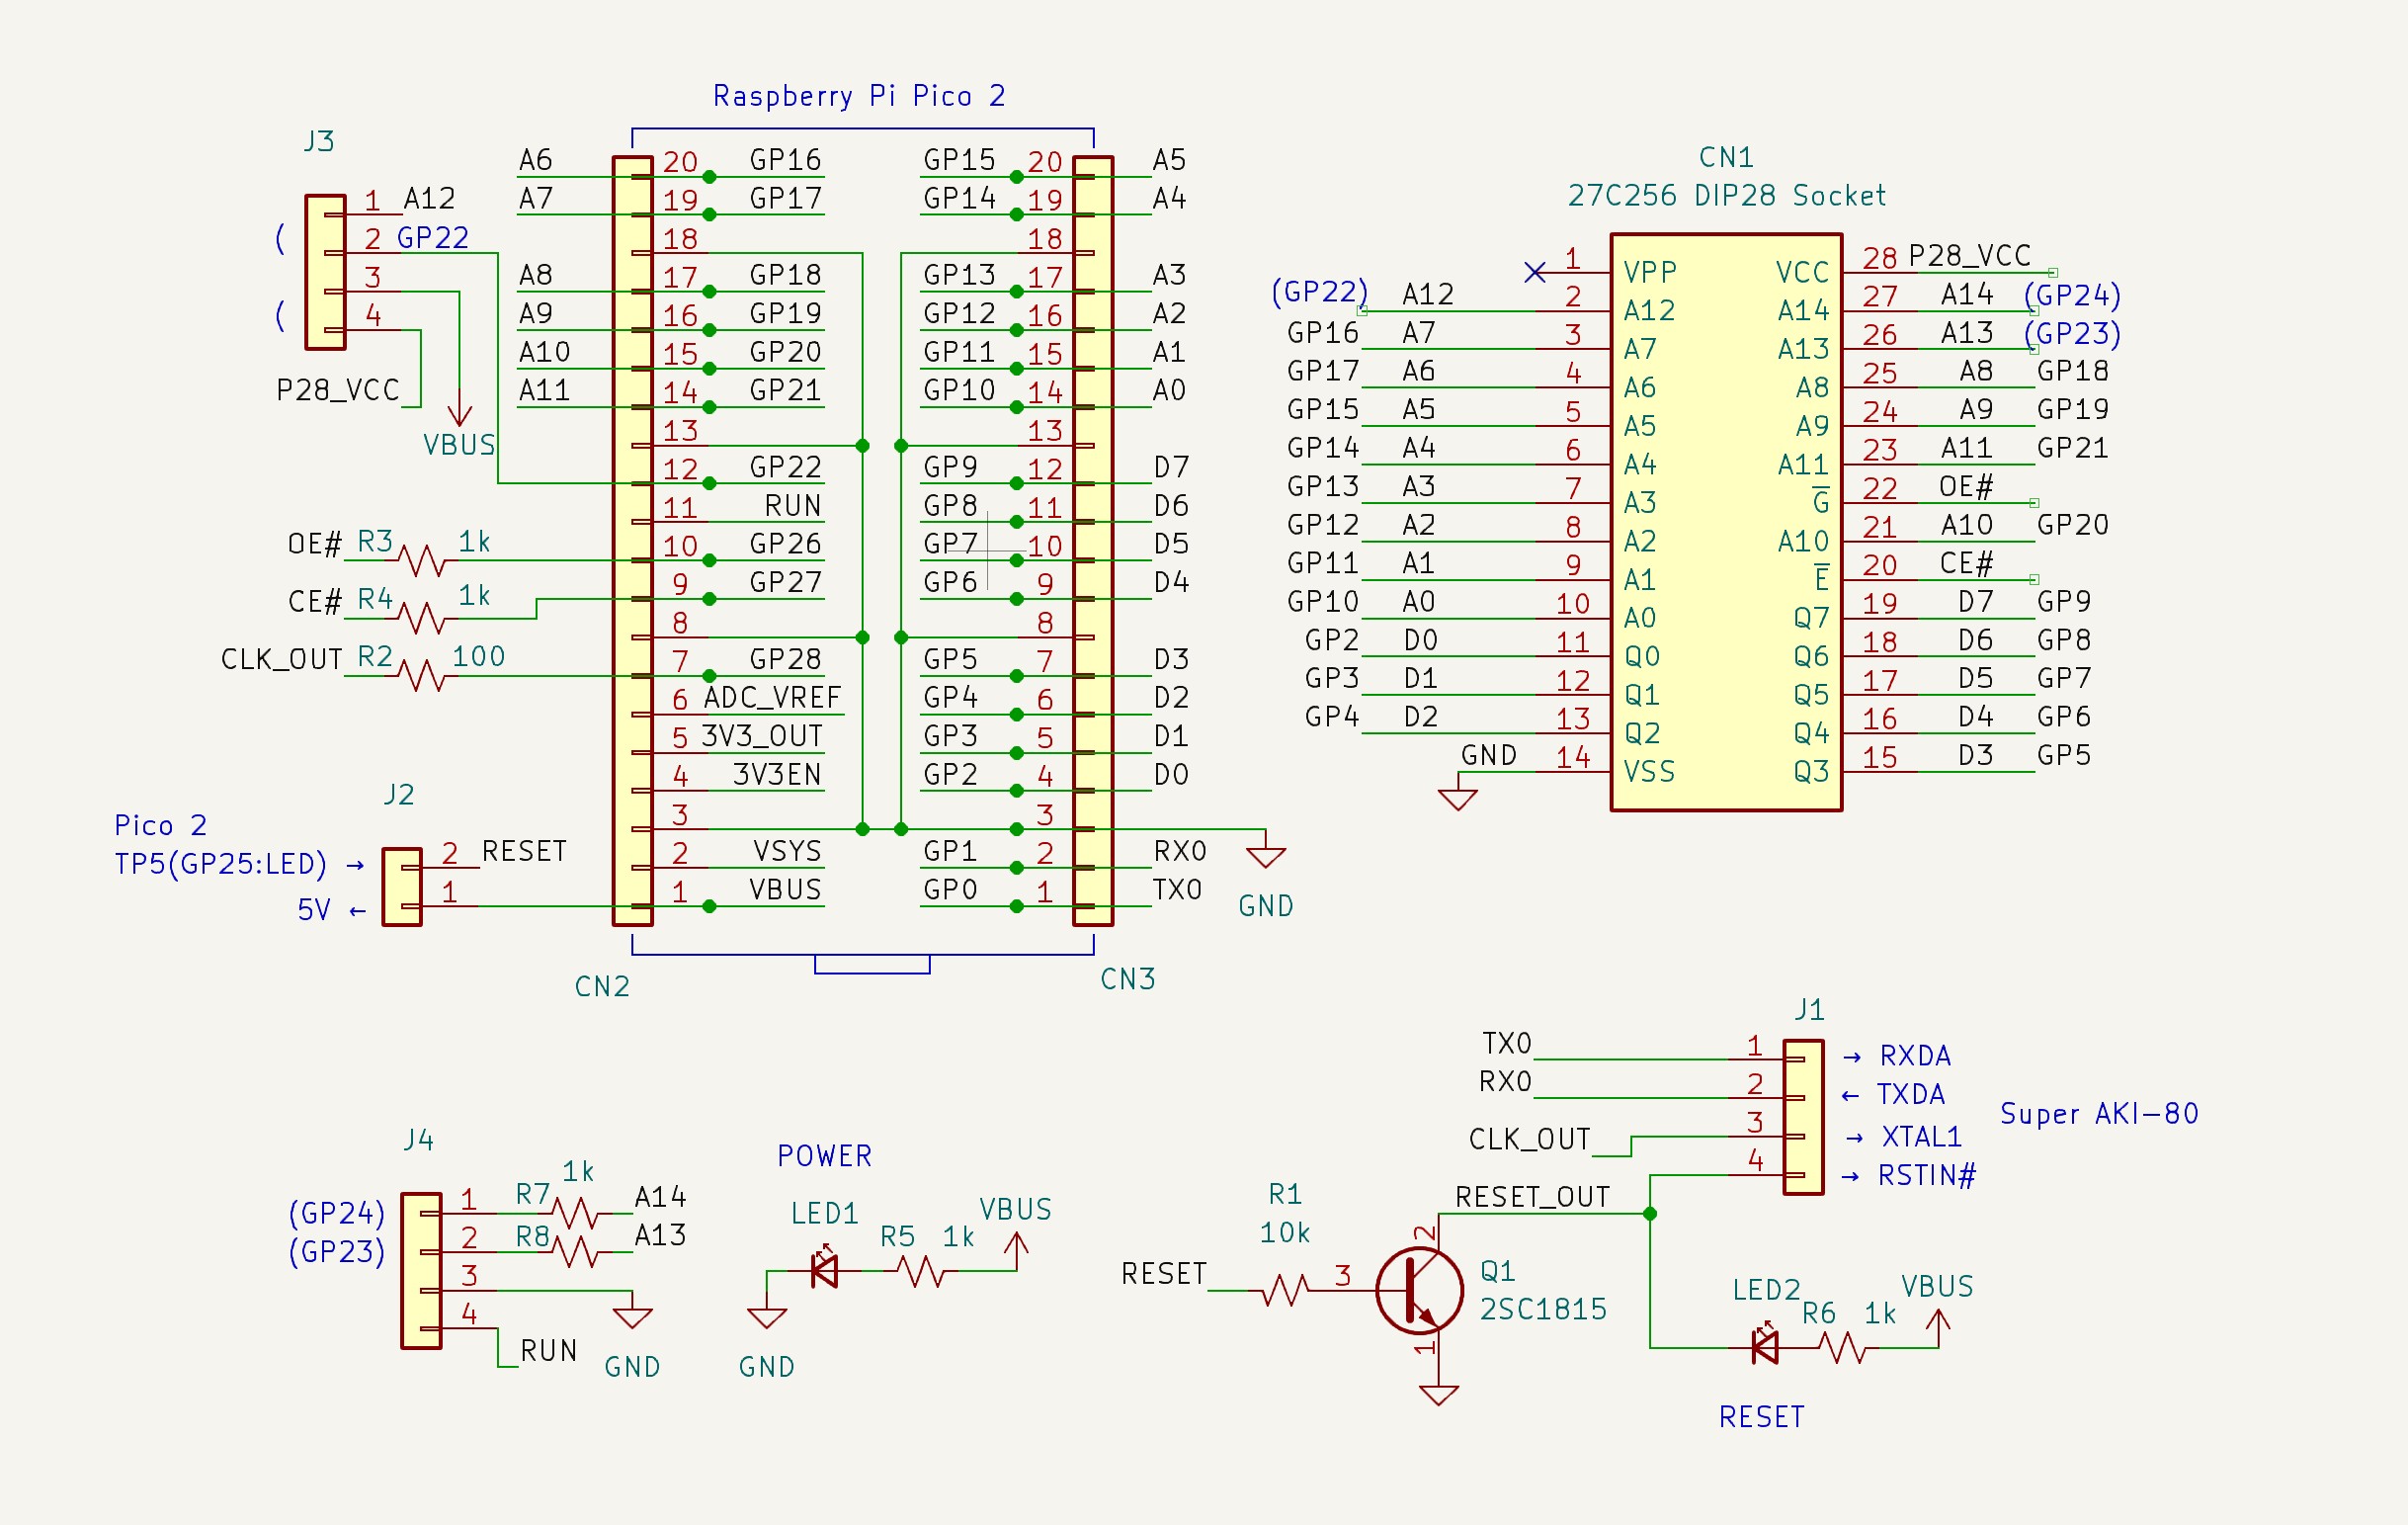 Raspberry Pi Pico 2
J3
1 A12
( 2 GP22
3
( 4
P28_VCC
VBUS
A6 20 GP16 GP15 20 A5
A7 19 GP17 GP14 19 A4
18 18
A8 17 GP18 GP13 17 A3
A9 16 GP19 GP12 16 A2
A10 15 GP20 GP11 15 A1
A11 14 GP21 GP10 14 A0
13 13
12 GP22 GP9 12 D7
11 RUN GP8 11 D6
OE# R3 1k 10 GP26 GP7 10 D5
CE# R4 1k 9 GP27 GP6 9 D4
8 8
CLK_OUT R2 100 7 GP28 GP5 7 D3
6 ADC_VREF GP4 6 D2
5 3V3_OUT GP3 5 D1
4 3V3EN GP2 4 D0
3 3
2 VSYS GP1 2 RX0
1 VBUS GP0 1 TX0
GND
CN2 CN3
J2
Pico 2
TP5(GP25:LED) → 2 RESET
5V ← 1
CN1
27C256 DIP28 Socket
1 VPP VCC 28 P28_VCC
(GP22) A12 2 A12 A14 27 A14 (GP24)
GP16 A7 3 A7 A13 26 A13 (GP23)
GP17 A6 4 A6 A8 25 A8 GP18
GP15 A5 5 A5 A9 24 A9 GP19
GP14 A4 6 A4 A11 23 A11 GP21
GP13 A3 7 A3 G 22 OE#
GP12 A2 8 A2 A10 21 A10 GP20
GP11 A1 9 A1 E 20 CE#
GP10 A0 10 A0 Q7 19 D7 GP9
GP2 D0 11 Q0 Q6 18 D6 GP8
GP3 D1 12 Q1 Q5 17 D5 GP7
GP4 D2 13 Q2 Q4 16 D4 GP6
GND 14 VSS Q3 15 D3 GP5
J4
1k
(GP24) 1 R7 A14
(GP23) 2 R8 A13
3
4
RUN
GND
POWER
LED1 R5 1k VBUS
GND
J1
TX0 1 → RXDA
RX0 2 ← TXDA
CLK_OUT 3 → XTAL1
4 → RSTIN#
Super AKI-80
RESET_OUT
R1
10k
RESET 3 2 1
Q1
2SC1815
LED2 R6 1k VBUS
RESET